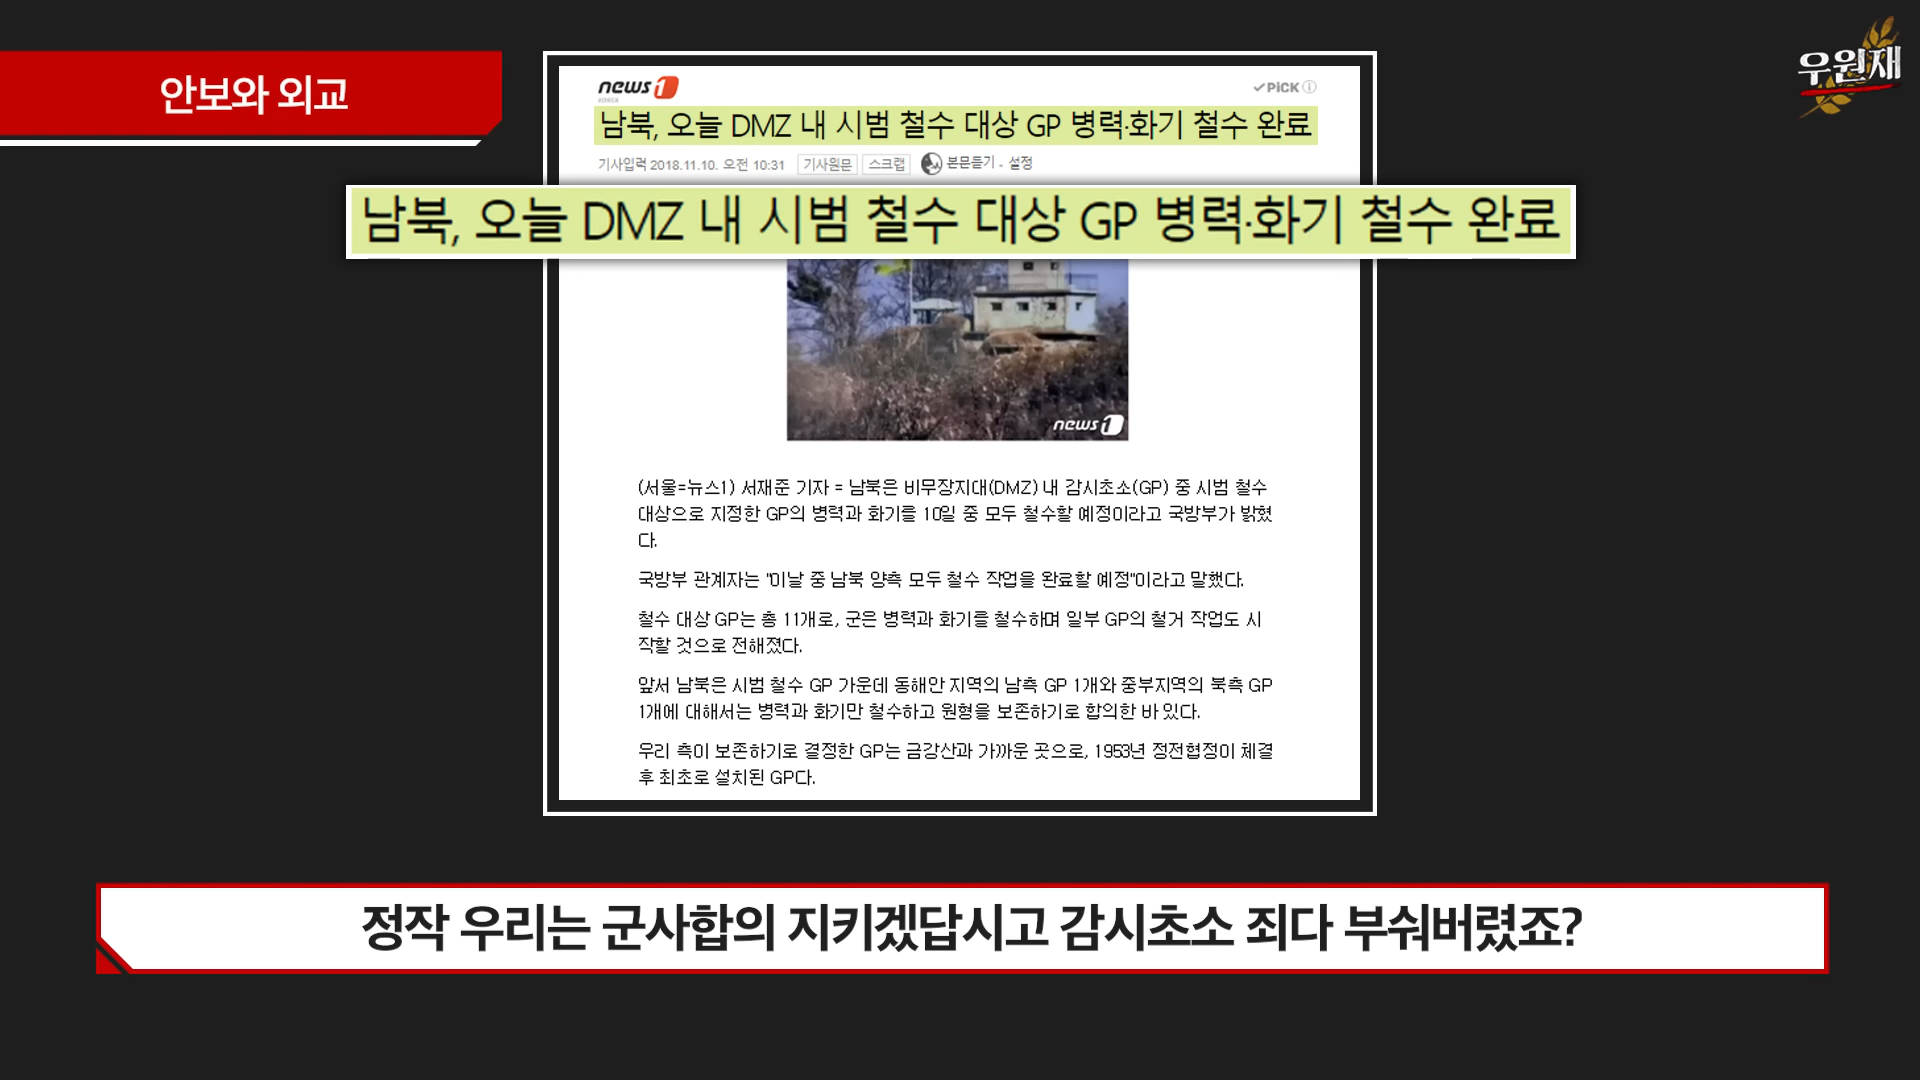 안보와 외교
우원재
news1
KOREA
PiCK
남북, 오늘 DMZ 내 시범 철수 대상 GP 병력·화기 철수 완료
기사입력 2018.11.10. 오전 10:31 기사원문 스크랩 본문듣기 · 설정
남북, 오늘 DMZ 내 시범 철수 대상 GP 병력·화기 철수 완료
news1
(서울=뉴스1) 서재준 기자 = 남북은 비무장지대(DMZ) 내 감시초소(GP) 중 시범 철수
대상으로 지정한 GP의 병력과 화기를 10일 중 모두 철수할 예정이라고 국방부가 밝혔
다.
국방부 관계자는 "이날 중 남북 양측 모두 철수 작업을 완료할 예정"이라고 말했다.
철수 대상 GP는 총 11개로, 군은 병력과 화기를 철수하며 일부 GP의 철거 작업도 시
작할 것으로 전해졌다.
앞서 남북은 시범 철수 GP 가운데 동해안 지역의 남측 GP 1개와 중부지역의 북측 GP
1개에 대해서는 병력과 화기만 철수하고 원형을 보존하기로 합의한 바 있다.
우리 측이 보존하기로 결정한 GP는 금강산과 가까운 곳으로, 1953년 정전협정이 체결
후 최초로 설치된 GP다.
정작 우리는 군사합의 지키겠답시고 감시초소 죄다 부숴버렸죠?